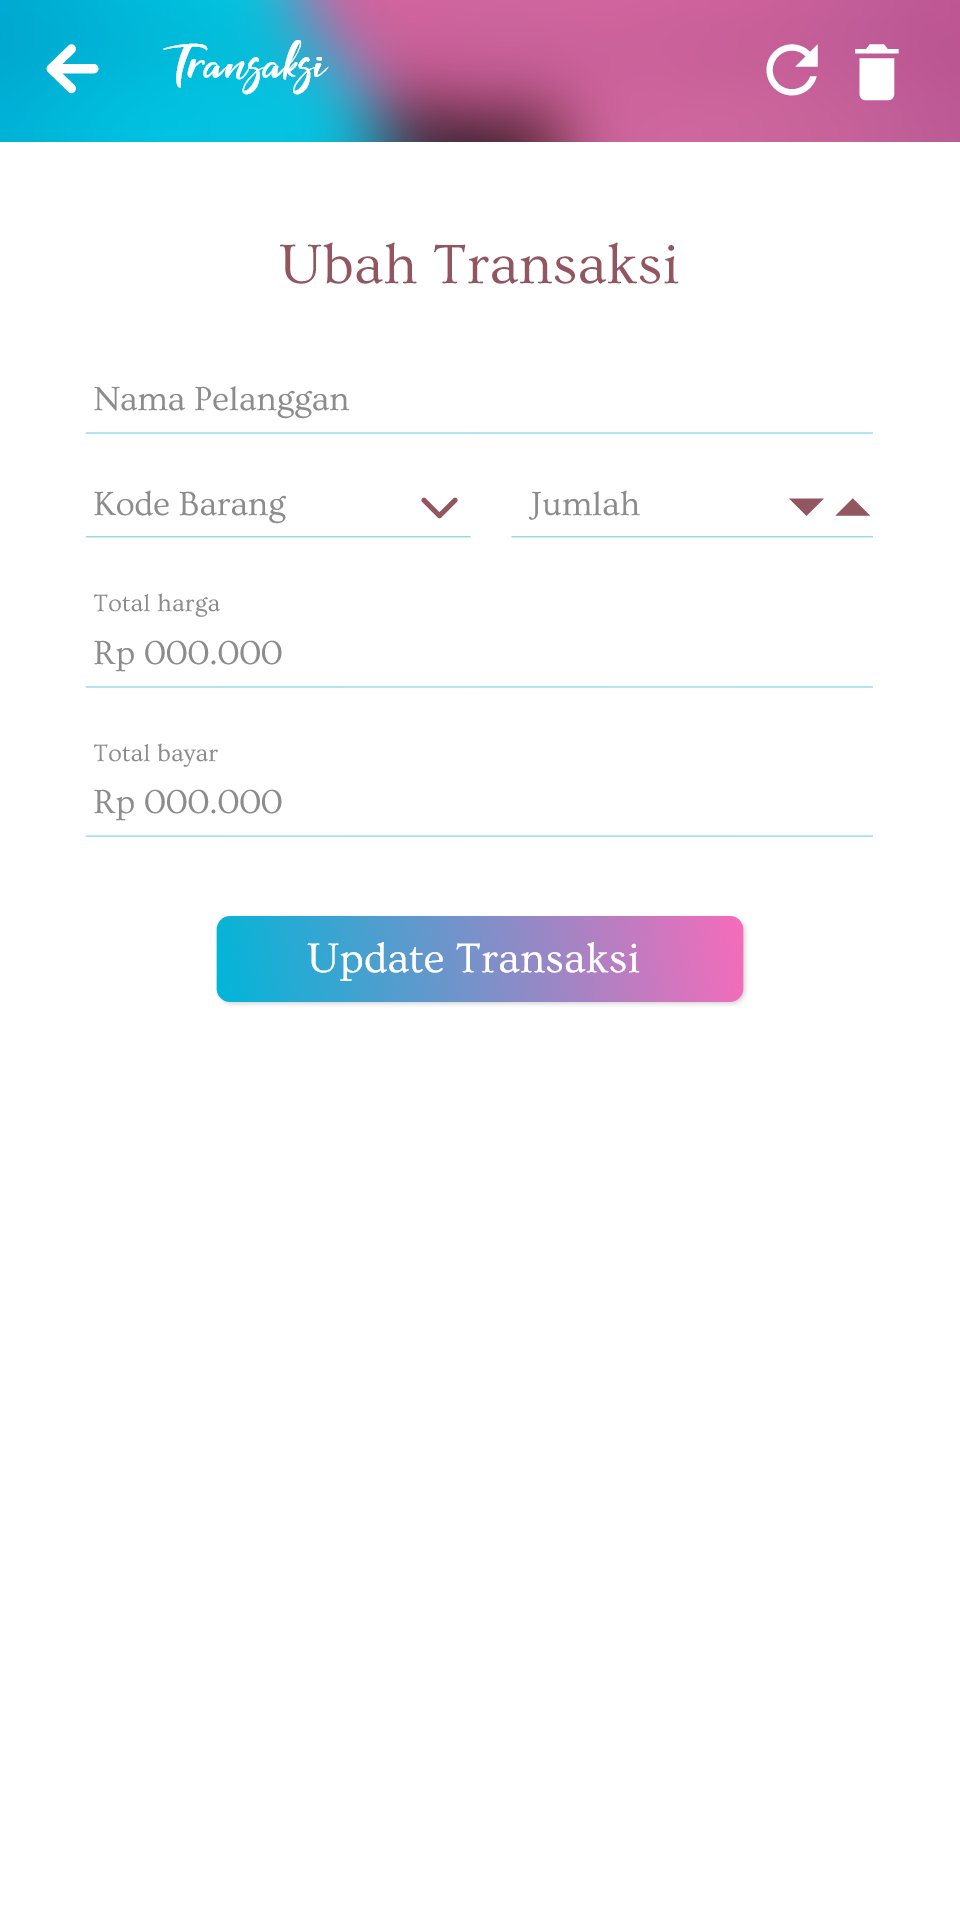 Transaksi
Ubah Transaksi
Nama Pelanggan
Kode Barang
Jumlah
Total harga
Rp 000.000
Total bayar
Rp 000.000
Update Transaksi